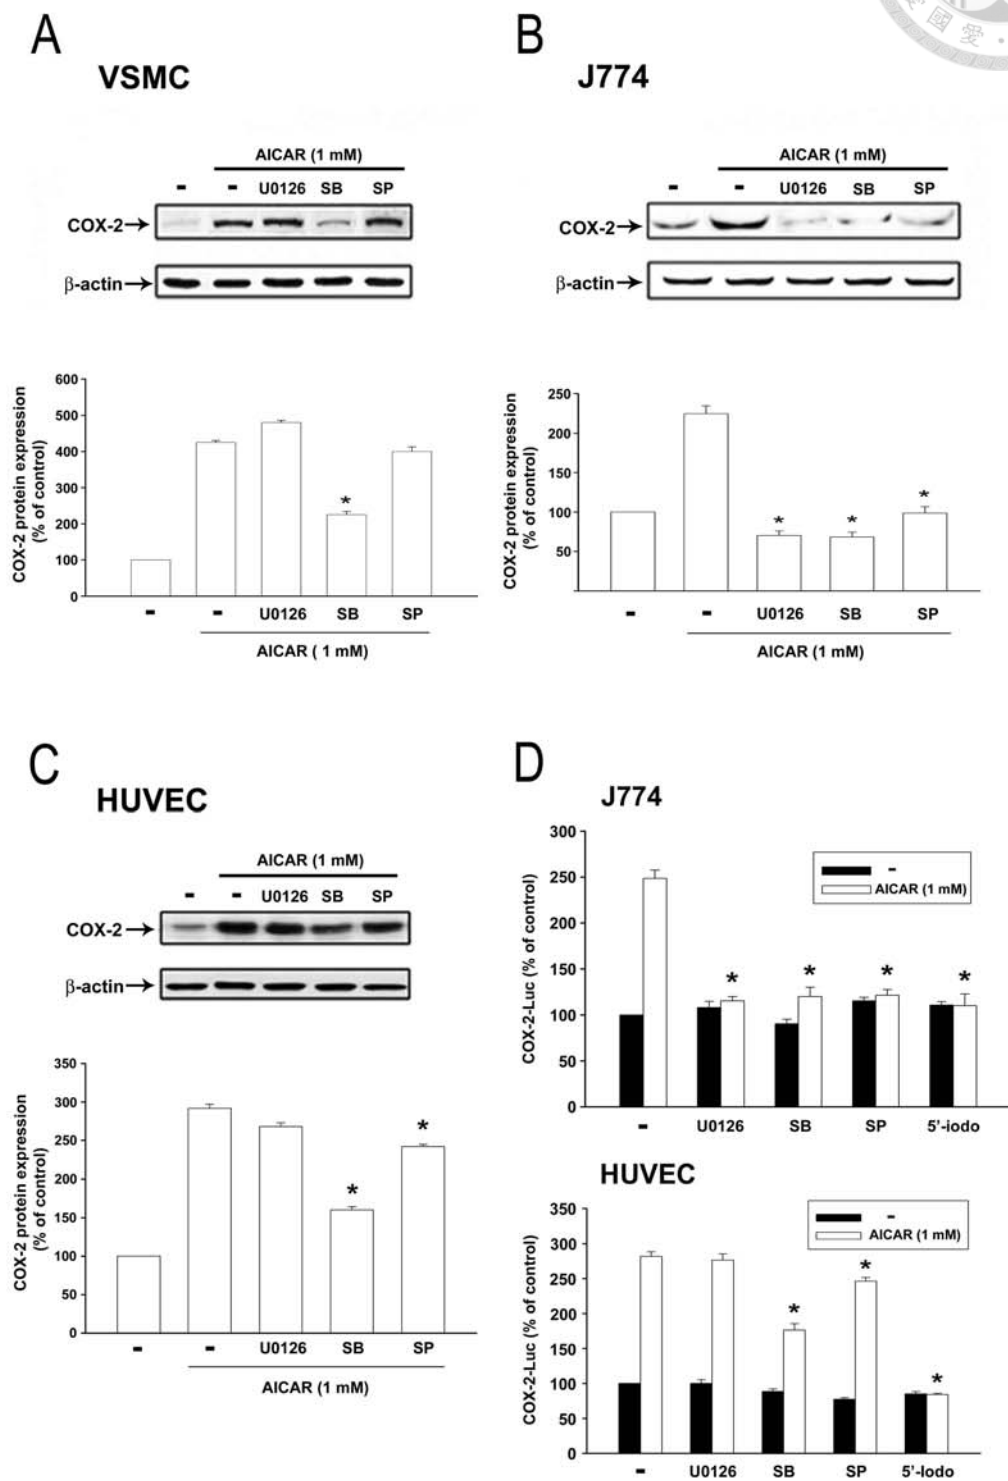 國 愛
A
VSMC
AICAR (1 mM)
- - U0126 SB SP
COX-2
β-actin
COX-2 protein expression
(% of control)
600
500
400
300
200
100
0
- - U0126 SB SP
AICAR ( 1 mM)
B
J774
AICAR (1 mM)
- - U0126 SB SP
COX-2
β-actin
COX-2 protein expression
(% of control)
250
200
150
100
50
* * *
- - U0126 SB SP
AICAR (1 mM)
C
HUVEC
AICAR (1 mM)
- - U0126 SB SP
COX-2
β-actin
COX-2 protein expression
(% of control)
350
300
250
200
150
100
50
0
* *
- - U0126 SB SP
AICAR (1 mM)
D
J774
-
AICAR (1 mM)
COX-2-Luc (% of control)
300
250
200
150
100
50
0
* * * *
- U0126 SB SP 5'-iodo
HUVEC
-
AICAR (1 mM)
COX-2-Luc (% of control)
350
300
250
200
150
100
50
0
* * *
- U0126 SB SP 5'-Iodo